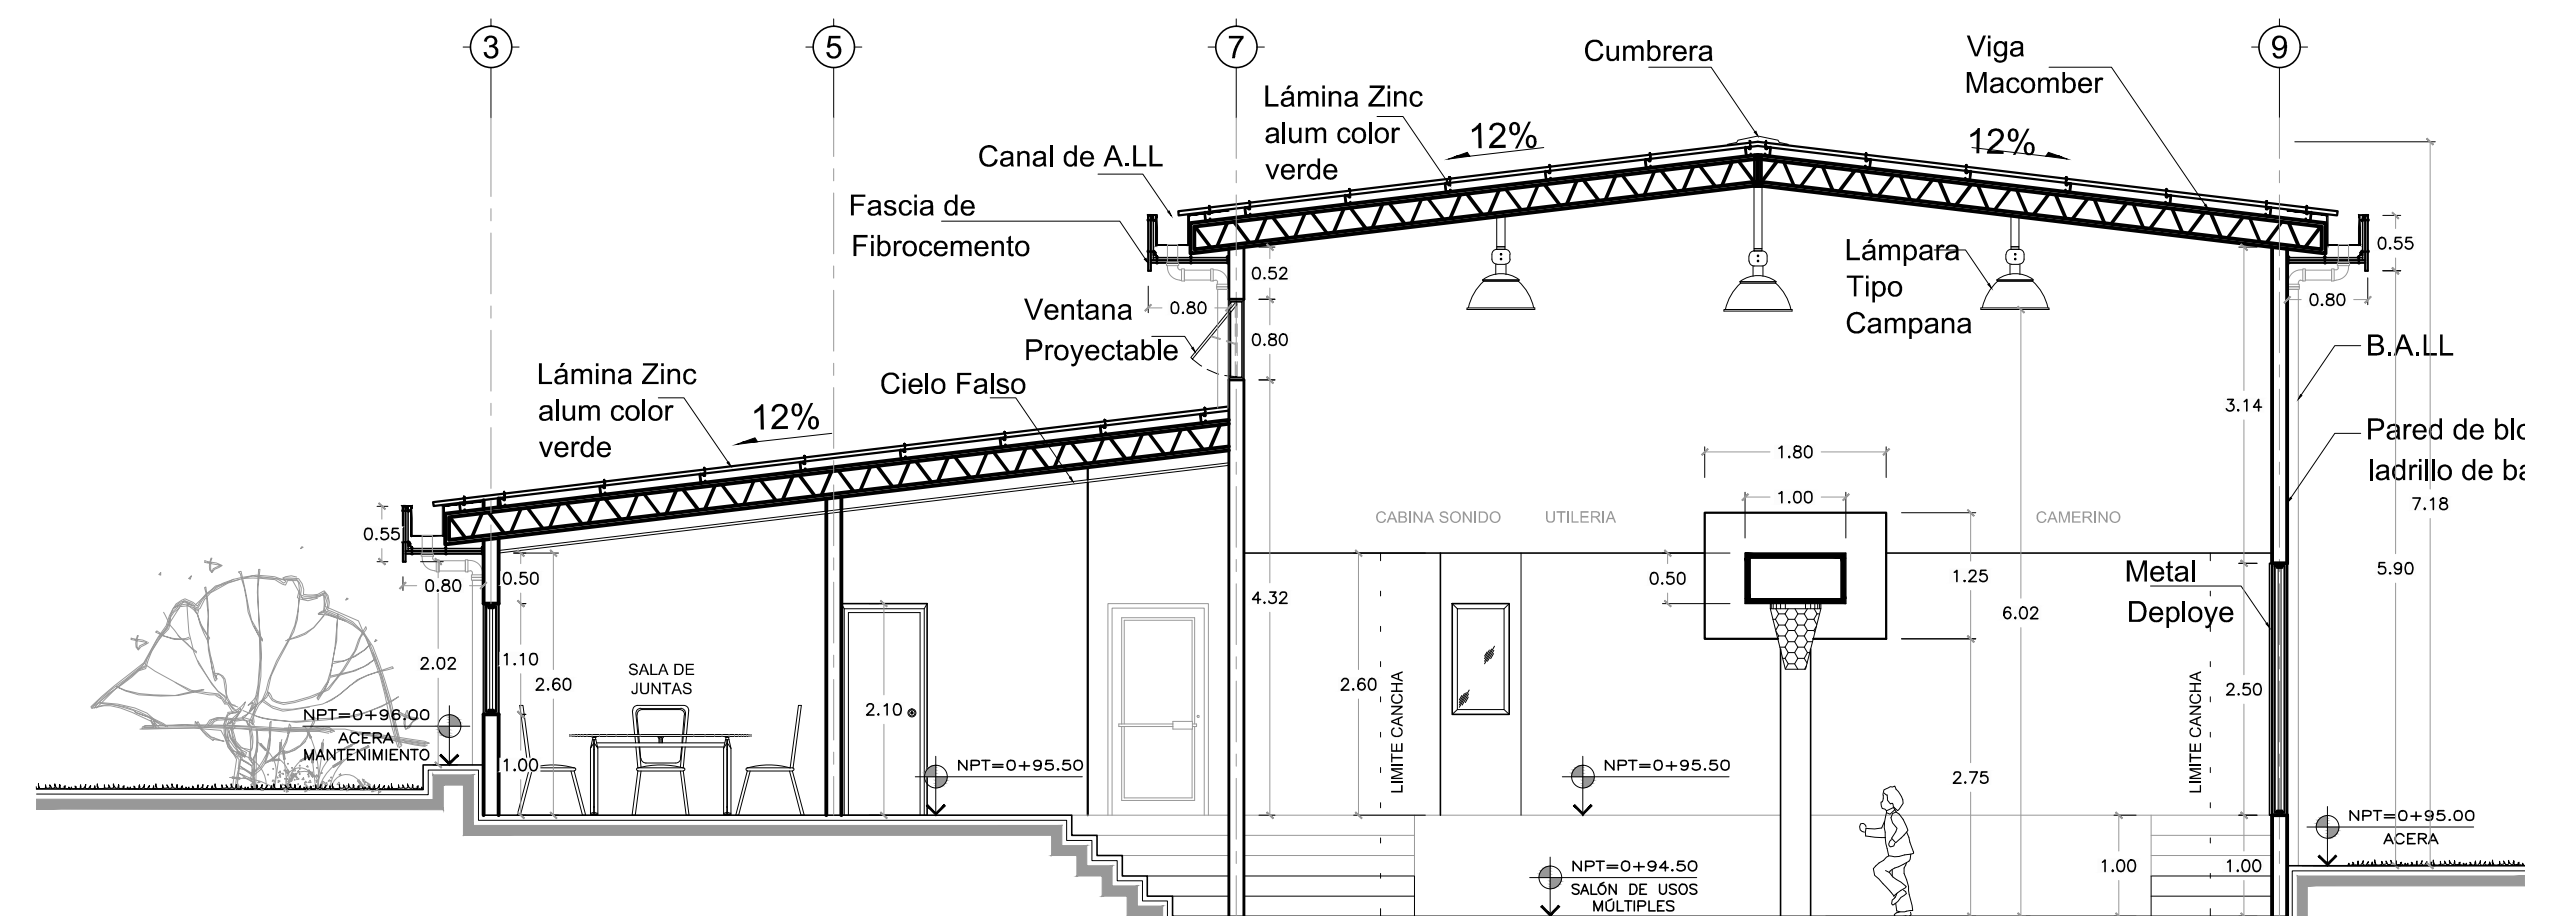 3
5
7
9
Cumbrera
Viga
Macomber
Lámina Zinc
alum color
verde
12%
12%
Canal de A.LL
Fascia de
Fibrocemento
0.55
0.52
0.80
0.80
0.80
Lámpara
Tipo
Campana
Ventana
Proyectable
B.A.LL
Cielo Falso
Lámina Zinc
alum color
verde
12%
3.14
Pared de blo
ladrillo de ba
1.80
1.00
7.18
CABINA SONIDO
UTILERIA
CAMERINO
0.55
0.80
0.50
2.60
1.10
2.02
1.00
4.32
0.50
1.25
6.02
5.90
Metal
Deploye
SALA DE
JUNTAS
2.10
2.60
LIMITE CANCHA
LIMITE CANCHA
2.50
NPT=0+96.00
ACERA
MANTENIMIENTO
NPT=0+95.50
NPT=0+95.50
2.75
NPT=0+95.00
ACERA
NPT=0+94.50
SALÓN DE USOS
MÚLTIPLES
1.00
1.00